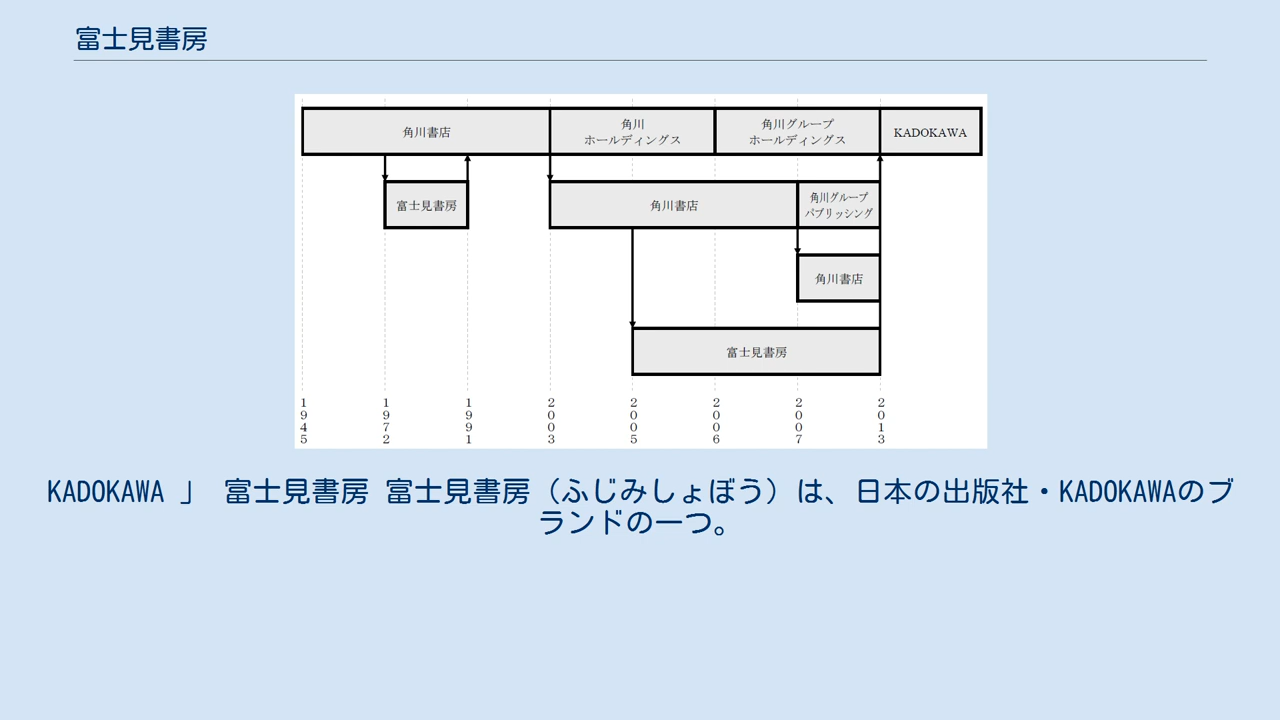 富士見書房
角川書店
角川
ホールディングス
角川グループ
ホールディングス
KADOKAWA
富士見書房
角川書店
角川グループ
パブリッシング
角川書店
富士見書房
1945
1972
1991
2003
2005
2006
2007
2013
KADOKAWA 」 富士見書房 富士見書房（ふじみしょぼう）は、日本の出版社・KADOKAWAのブ
ランドの一つ。